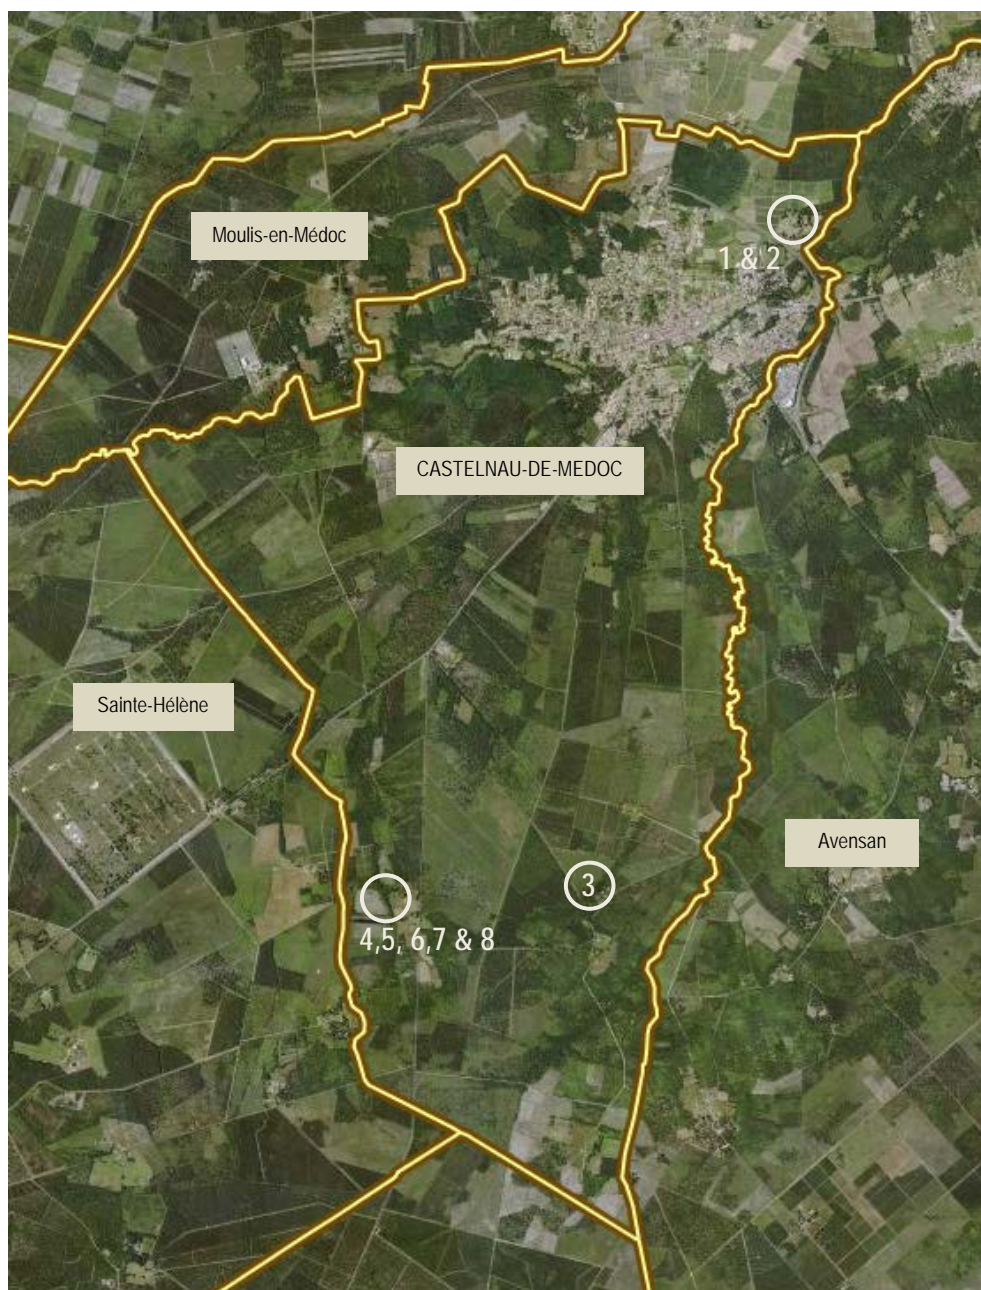 Moulis-en-Médoc
1 & 2
CASTELNAU-DE-MEDOC
Sainte-Hélène
Avensan
3
4,5, 6,7 & 8